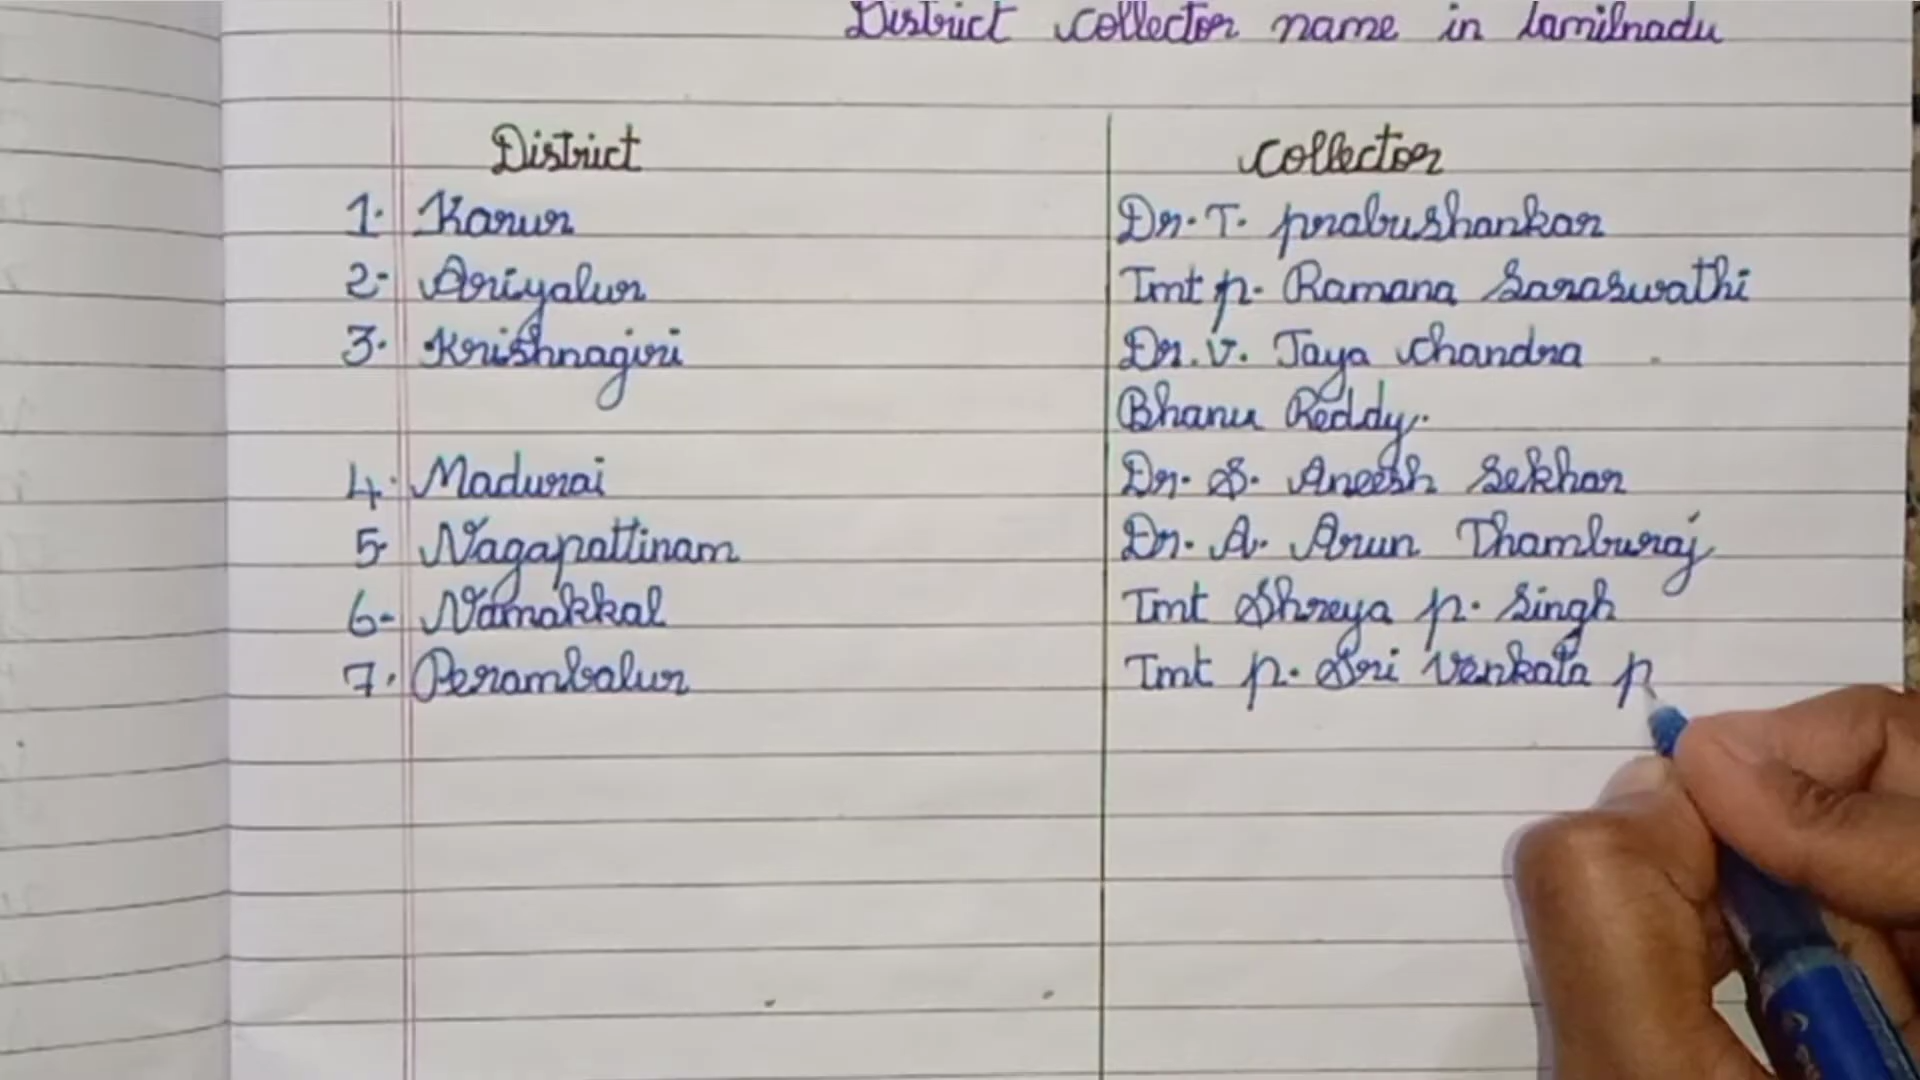 District collector name in tamilnadu
District collector
1. Karur Dr. T. prabushankar
2. Ariyalur Tmt p. Ramana Saraswathi
3. Krishnagiri Dr. V. Jaya chandra
Bhanu Reddy.
4. Madurai Dr. S. Aneesh Sekhar
5. Nagapattinam Dr. A. Arun Thamburaj
6. Namakkal Tmt Shreya p. Singh
7. Perambalur Tmt p. Sri Venkata p